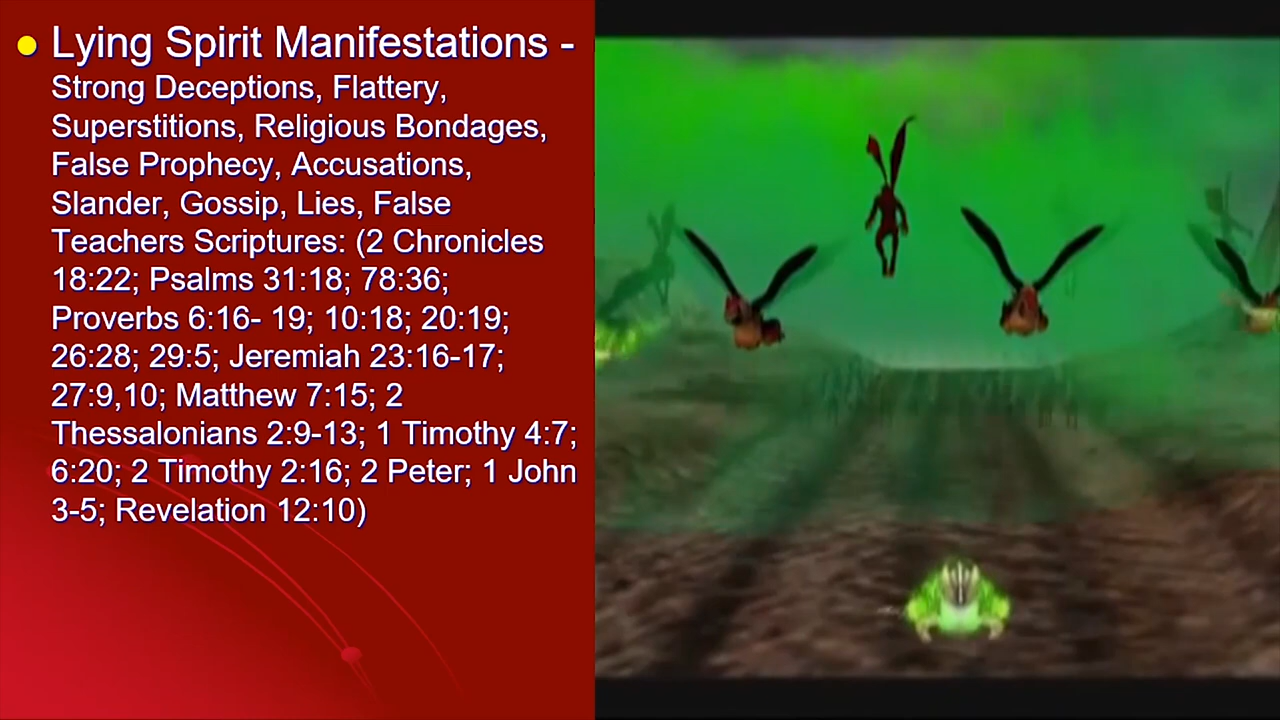 Lying Spirit Manifestations -
Strong Deceptions, Flattery,
Superstitions, Religious Bondages,
False Prophecy, Accusations,
Slander, Gossip, Lies, False
Teachers Scriptures: (2 Chronicles
18:22; Psalms 31:18; 78:36;
Proverbs 6:16- 19; 10:18; 20:19;
26:28; 29:5; Jeremiah 23:16-17;
27:9,10; Matthew 7:15; 2
Thessalonians 2:9-13; 1 Timothy 4:7;
6:20; 2 Timothy 2:16; 2 Peter; 1 John
3-5; Revelation 12:10)